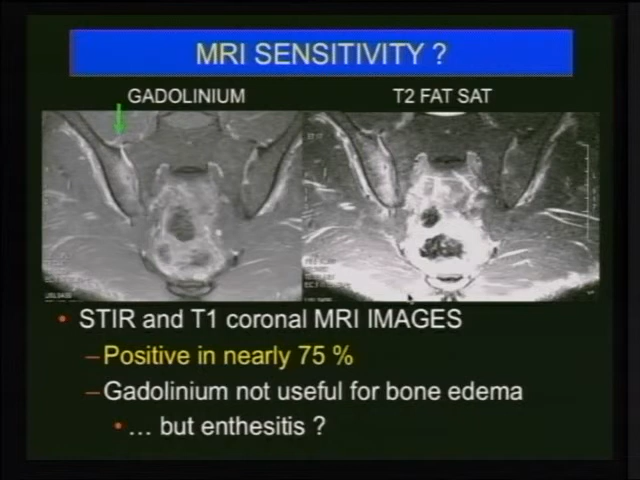 MRI SENSITIVITY ?
GADOLINIUM
T2 FAT SAT
• STIR and T1 coronal MRI IMAGES
–Positive in nearly 75 %
–Gadolinium not useful for bone edema
• … but enthesitis ?